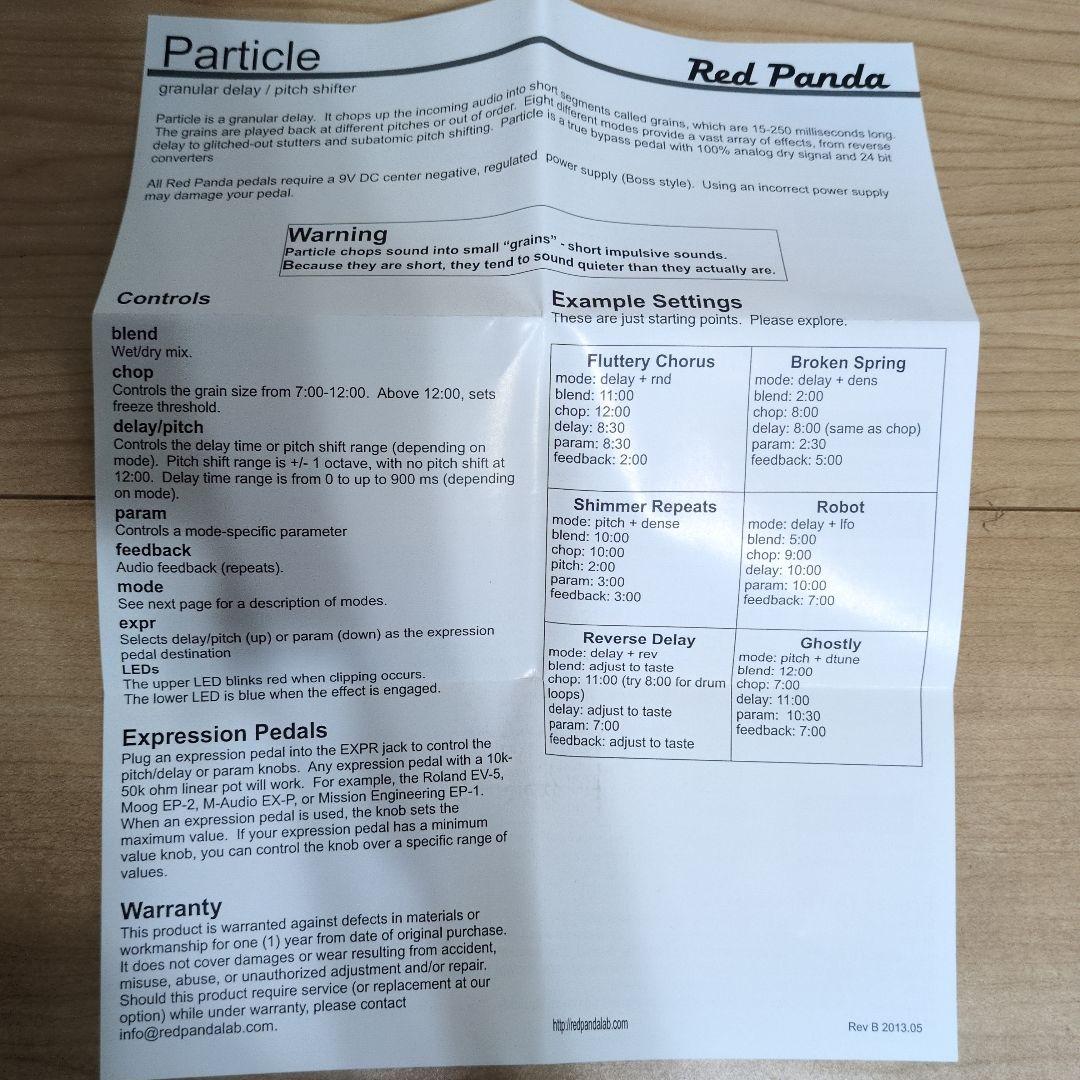 Particle
Red Panda
granular delay / pitch shifter
Particle is a granular delay. It chops up the incoming audio into short segments called grains, which are 15-250 milliseconds long.
The grains are played back at different pitches or out of order. Eight different modes provide a vast array of effects, from reverse
delay to glitched-out stutters and subatomic pitch shifting. Particle is a true bypass pedal with 100% analog dry signal and 24 bit
converters
All Red Panda pedals require a 9V DC center negative, regulated power supply (Boss style). Using an incorrect power supply
may damage your pedal.
Warning
Particle chops sound into small “grains” - short impulsive sounds.
Because they are short, they tend to sound quieter than they actually are.
Controls
blend
Wet/dry mix.
chop
Controls the grain size from 7:00-12:00. Above 12:00, sets
freeze threshold.
delay/pitch
Controls the delay time or pitch shift range (depending on
mode). Pitch shift range is +/- 1 octave, with no pitch shift at
12:00. Delay time range is from 0 to up to 900 ms (depending
on mode).
param
Controls a mode-specific parameter
feedback
Audio feedback (repeats).
mode
See next page for a description of modes.
expr
Selects delay/pitch (up) or param (down) as the expression
pedal destination
LEDs
The upper LED blinks red when clipping occurs.
The lower LED is blue when the effect is engaged.
Expression Pedals
Plug an expression pedal into the EXPR jack to control the
pitch/delay or param knobs. Any expression pedal with a 10k-
50k ohm linear pot will work. For example, the Roland EV-5,
Moog EP-2, M-Audio EX-P, or Mission Engineering EP-1.
When an expression pedal is used, the knob sets the
maximum value. If your expression pedal has a minimum
value knob, you can control the knob over a specific range of
values.
Warranty
This product is warranted against defects in materials or
workmanship for one (1) year from date of original purchase.
It does not cover damages or wear resulting from accident,
misuse, abuse, or unauthorized adjustment and/or repair.
Should this product require service (or replacement at our
option) while under warranty, please contact
info@redpandalab.com.
Example Settings
These are just starting points. Please explore.
Fluttery Chorus
mode: delay + rnd
blend: 11:00
chop: 12:00
delay: 8:30
param: 8:30
feedback: 2:00
Broken Spring
mode: delay + dens
blend: 2:00
chop: 8:00
delay: 8:00 (same as chop)
param: 2:30
feedback: 5:00
Shimmer Repeats
mode: pitch + dense
blend: 10:00
chop: 10:00
pitch: 2:00
param: 3:00
feedback: 3:00
Robot
mode: delay + lfo
blend: 5:00
chop: 9:00
delay: 10:00
param: 10:00
feedback: 7:00
Reverse Delay
mode: delay + rev
blend: adjust to taste
chop: 11:00 (try 8:00 for drum
loops)
delay: adjust to taste
param: 7:00
feedback: adjust to taste
Ghostly
mode: pitch + dtune
blend: 12:00
chop: 7:00
delay: 11:00
param: 10:30
feedback: 7:00
http://redpandalab.com
Rev B 2013.05